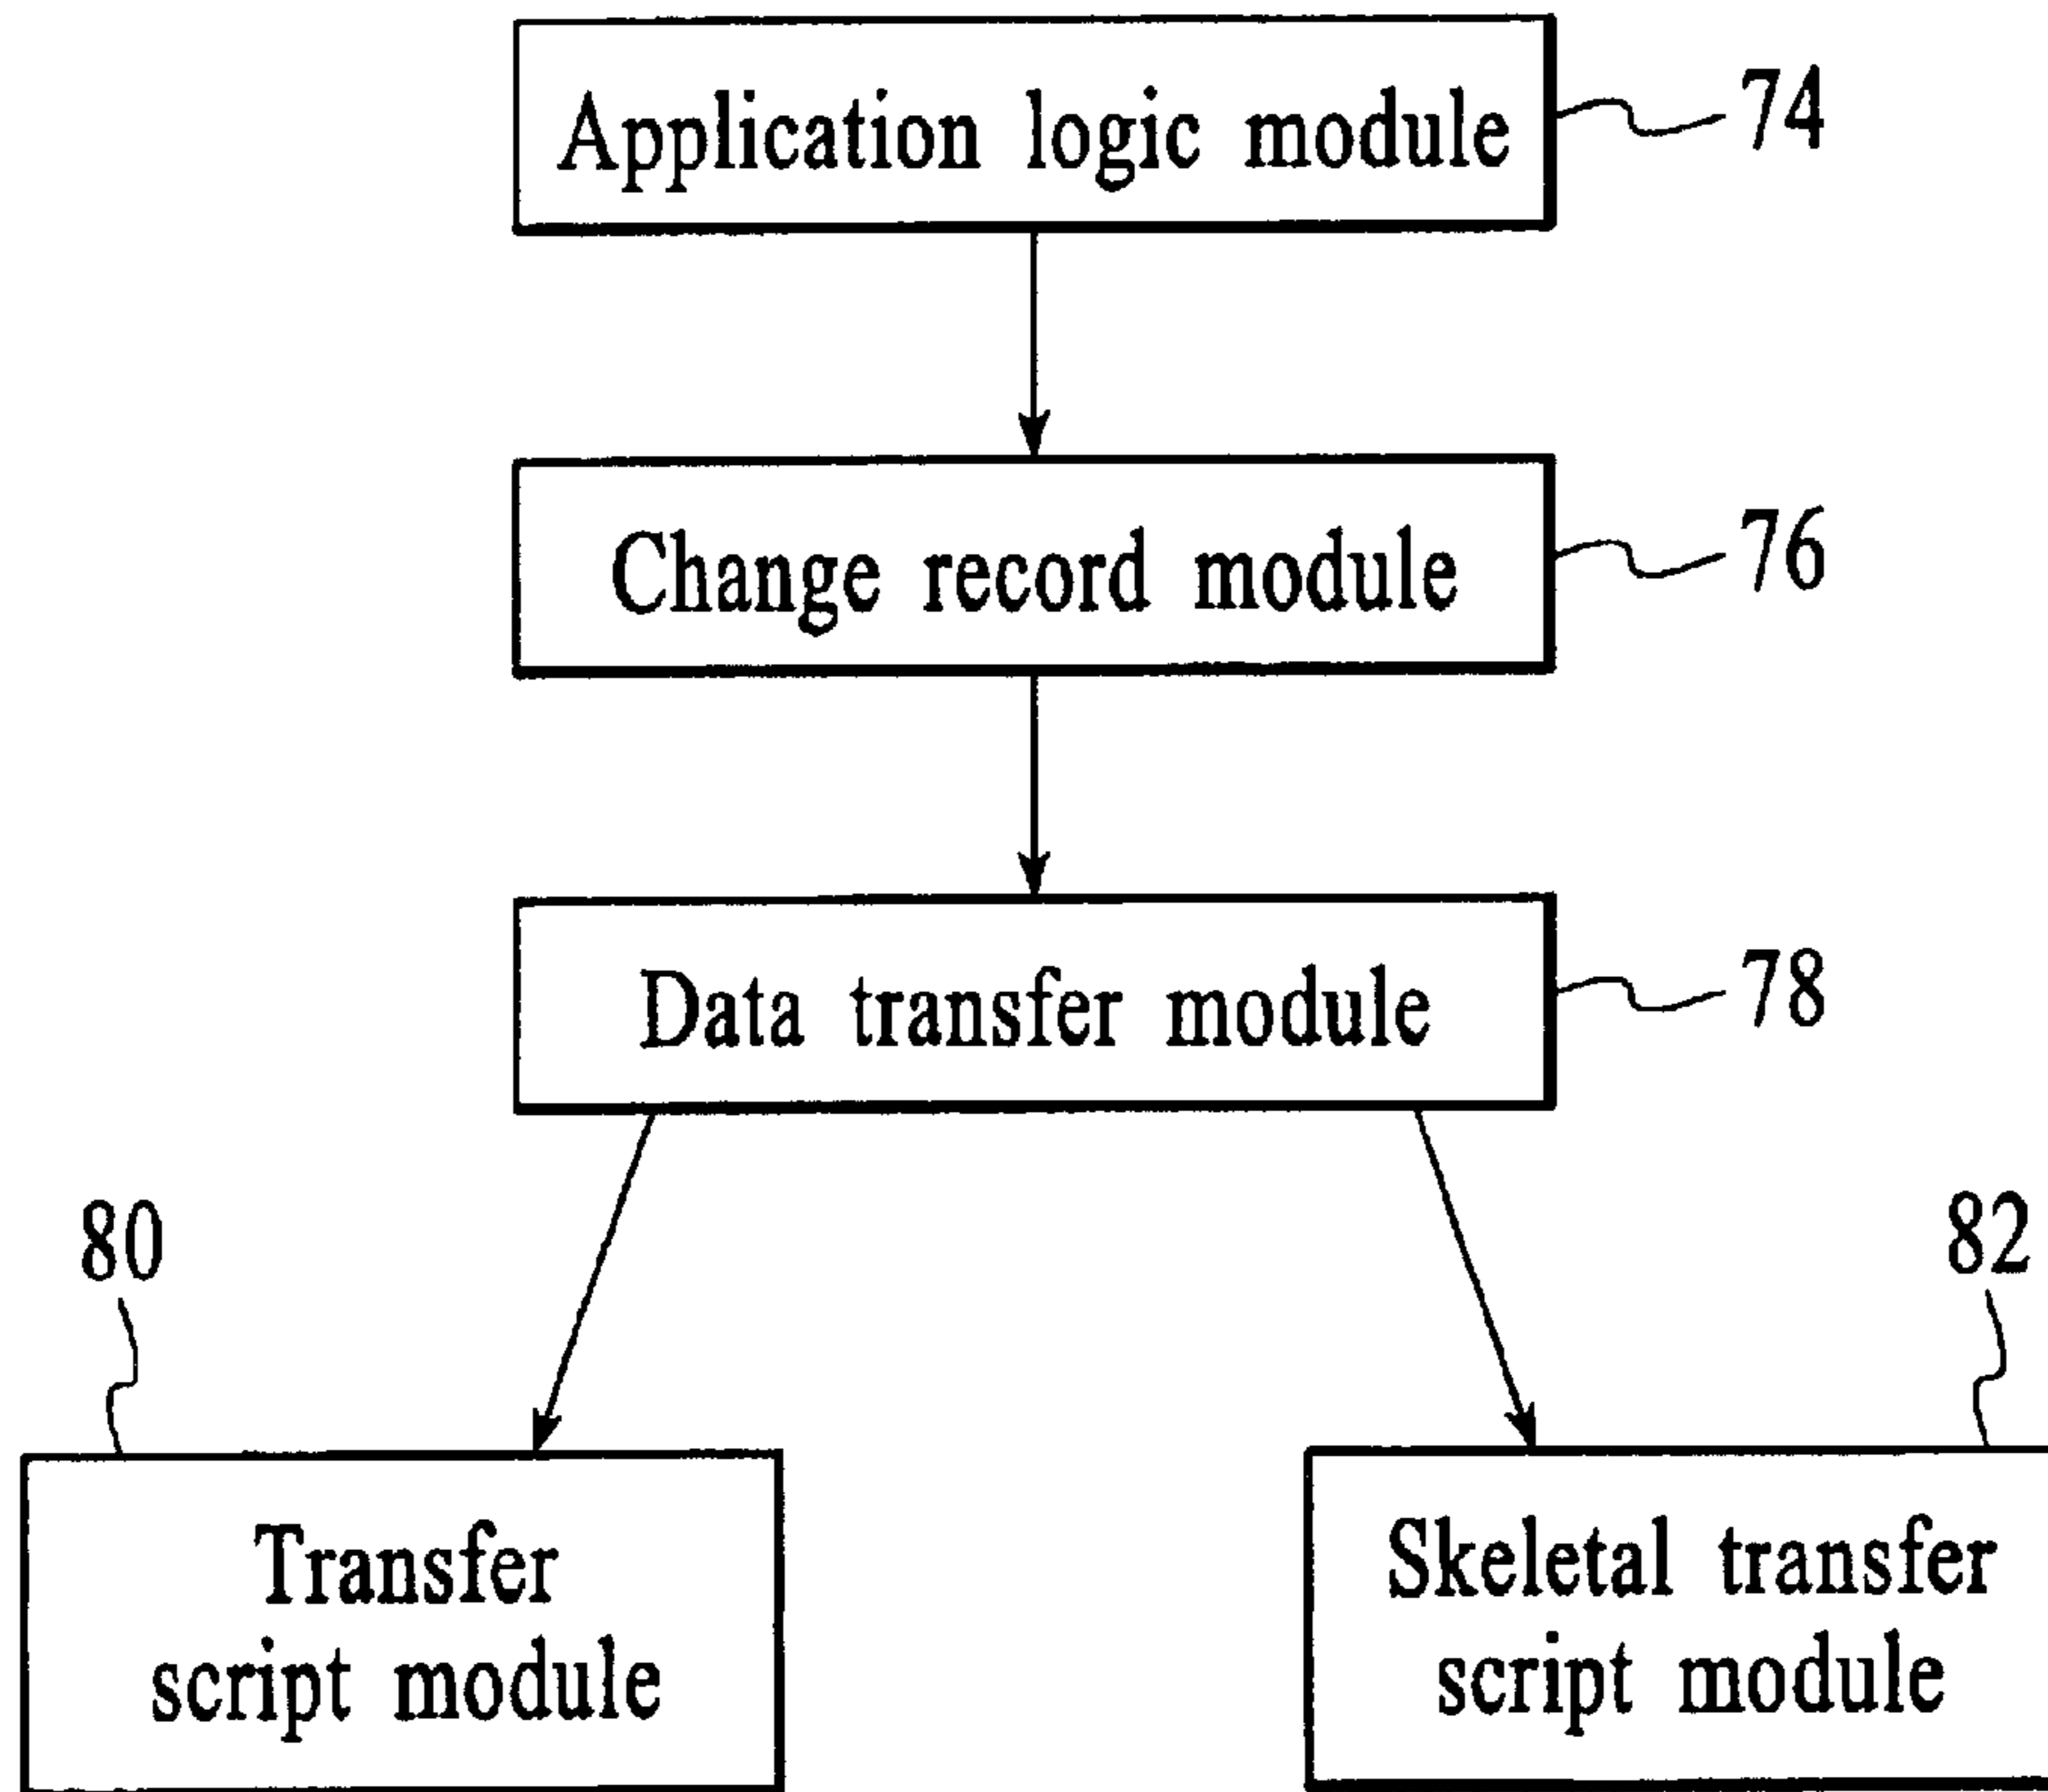 Application logic module
74
Change record module
76
Data transfer module
78
80
82
Transfer
script module
Skeletal transfer
script module